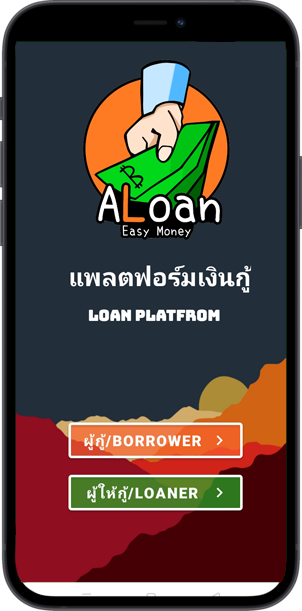 ALoan
Easy Money
แพลตฟอร์มเงินกู้
LOAN PLATFROM
ผู้กู้/BORROWER >
ผู้ให้กู้/LOANER >